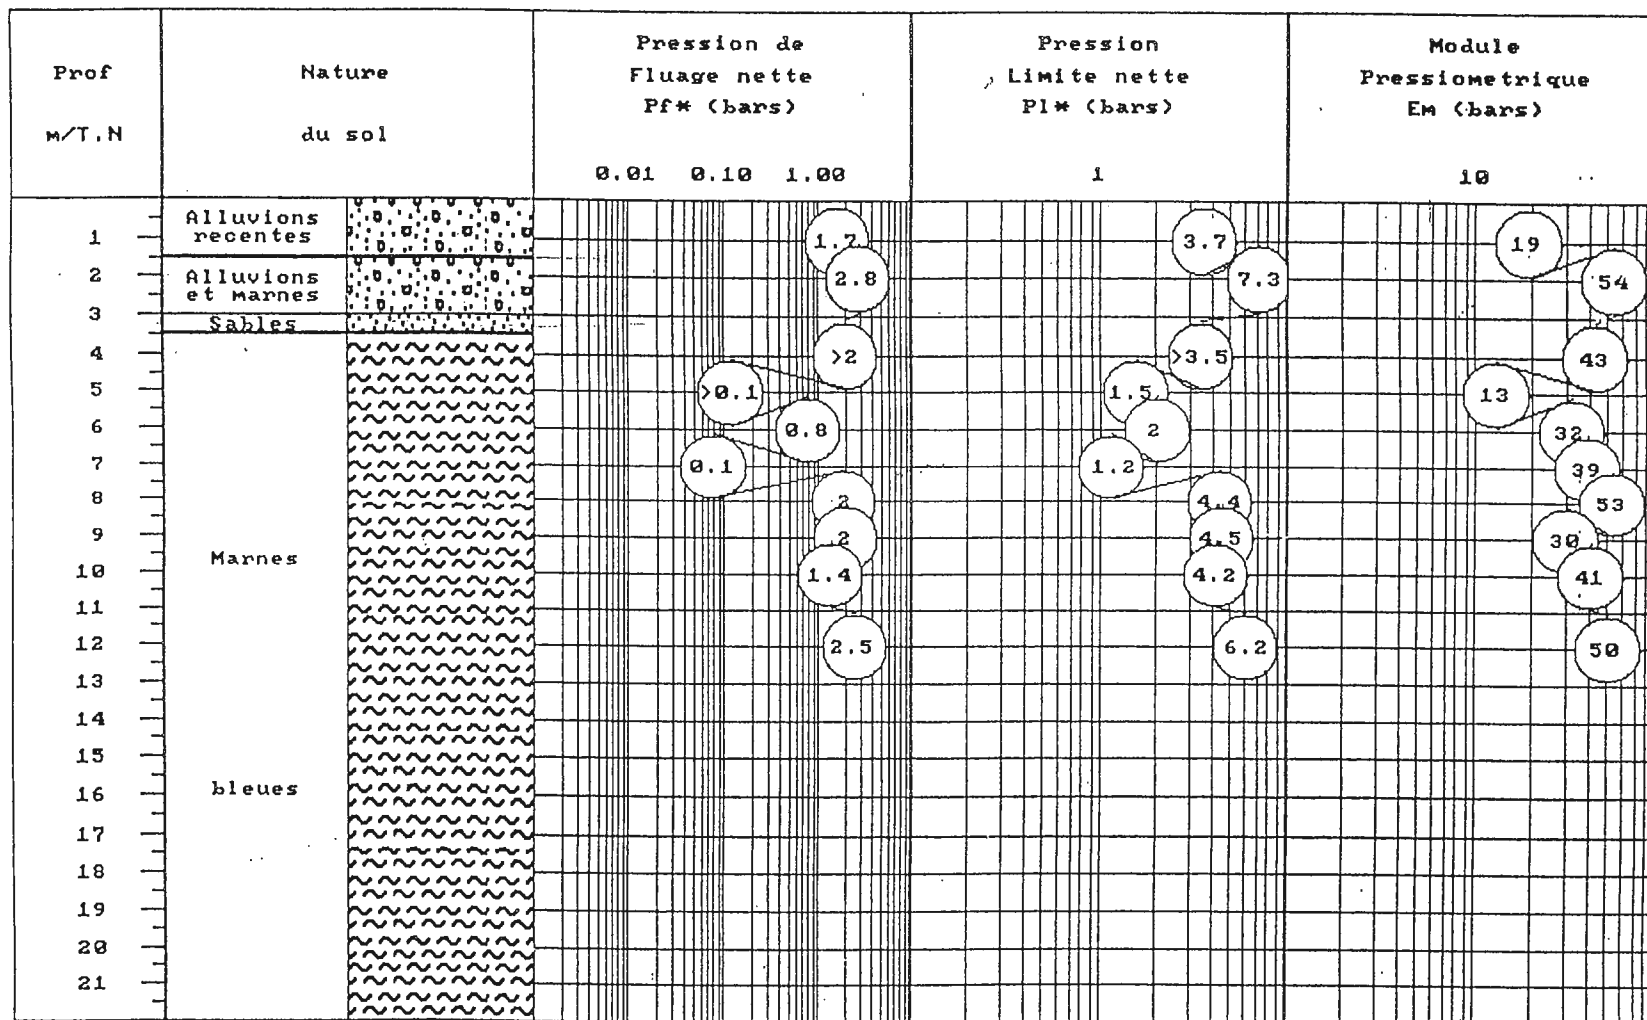 Prof
m/T.N
Nature
du sol
Pression de
Fluage nette
Pf* (bars)
0.01 0.10 1.00
Pression
Limite nette
Pl* (bars)
1
Module
Pressiometrique
Em (bars)
10
Alluvions
recentes
1 1.7 3.7 19
Alluvions
et marnes
2 2.8 7.3 54
3 Sables
4 >2 >3.5 43
5 >0.1 1.5 13
6 0.8 2 32
7 0.1 1.2 39
8 2 4.4 53
9 2 4.5 30
Marnes
10 1.4 4.2 41
11
12 2.5 6.2 50
13
14
15
16 bleues
17
18
19
20
21